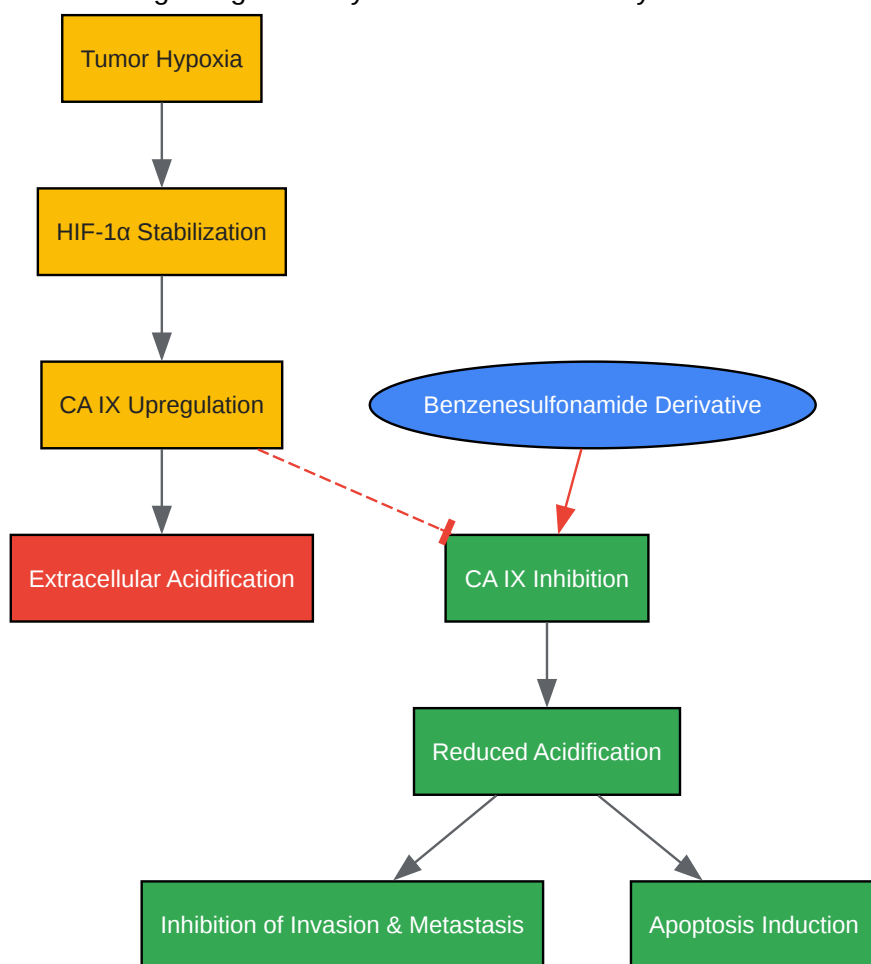 Tumor Hypoxia
HIF-1α Stabilization
CA IX Upregulation
Benzenesulfonamide Derivative
Extracellular Acidification
CA IX Inhibition
Reduced Acidification
Inhibition of Invasion & Metastasis
Apoptosis Induction